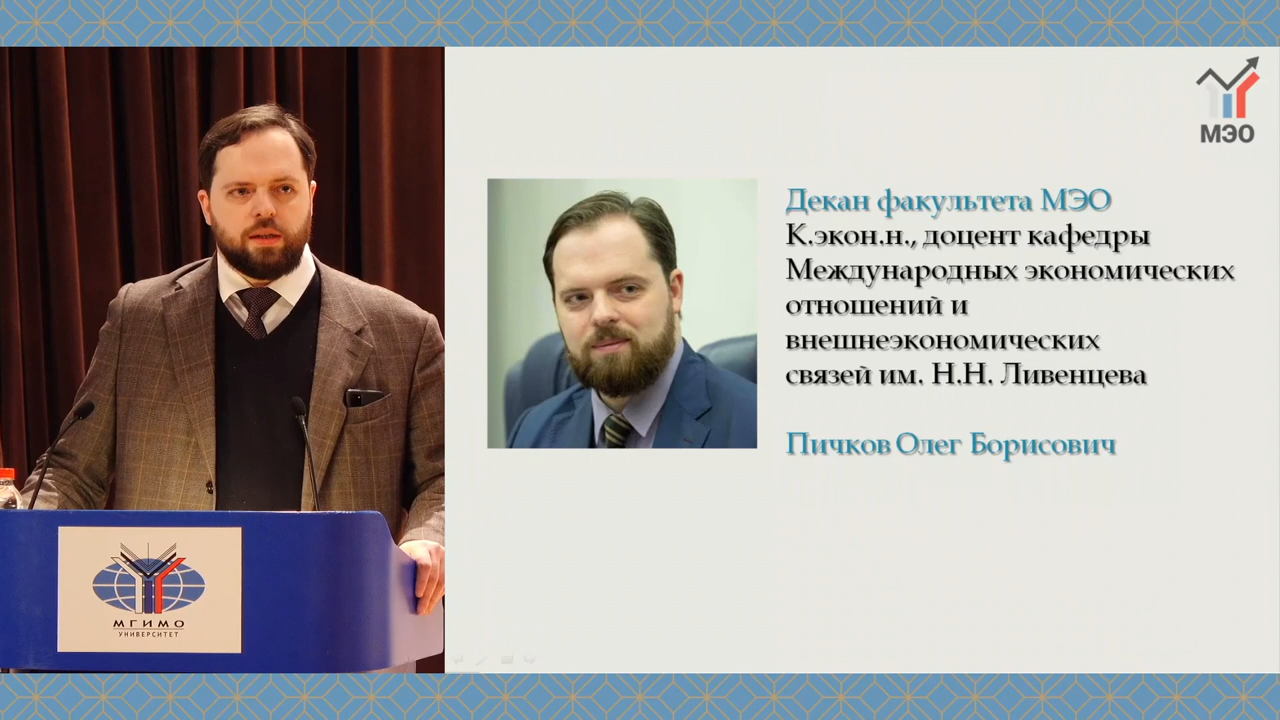 МГИМО
УНИВЕРСИТЕТ
МЭО
Декан факультета МЭО
К.экон.н., доцент кафедры
Международных экономических
отношений и
внешнеэкономических
связей им. Н.Н. Ливенцева
Пичков Олег Борисович